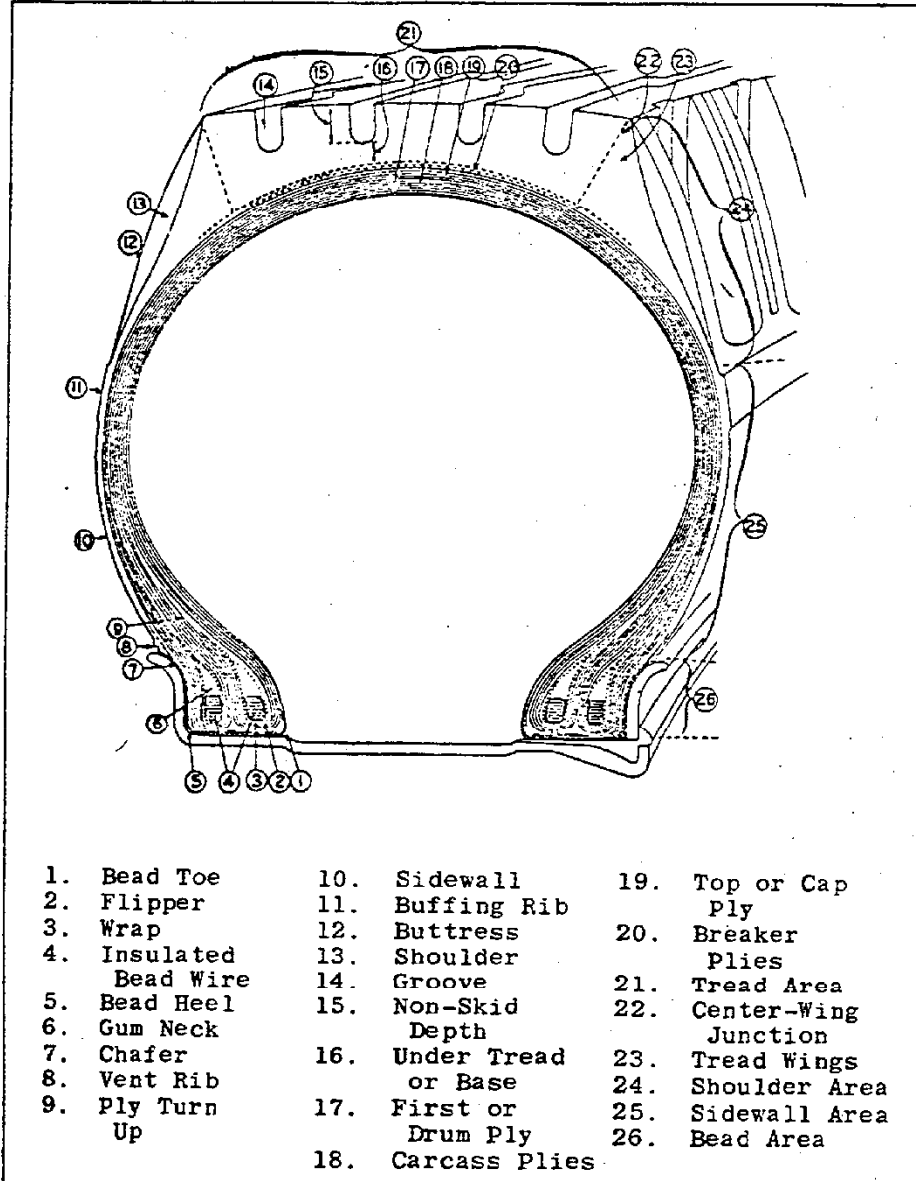 21
14
15
16
17
18
19
20
22
23
13
12
24
11
10
25
9
8
7
6
26
5
4
3
2
1
1. Bead Toe
2. Flipper
3. Wrap
4. Insulated
Bead Wire
5. Bead Heel
6. Gum Neck
7. Chafer
8. Vent Rib
9. Ply Turn
Up
10. Sidewall
11. Buffing Rib
12. Buttress
13. Shoulder
14. Groove
15. Non-Skid
Depth
16. Under Tread
or Base
17. First or
Drum Ply
18. Carcass Plies
19. Top or Cap
Ply
20. Breaker
Plies
21. Tread Area
22. Center-Wing
Junction
23. Tread Wings
24. Shoulder Area
25. Sidewall Area
26. Bead Area